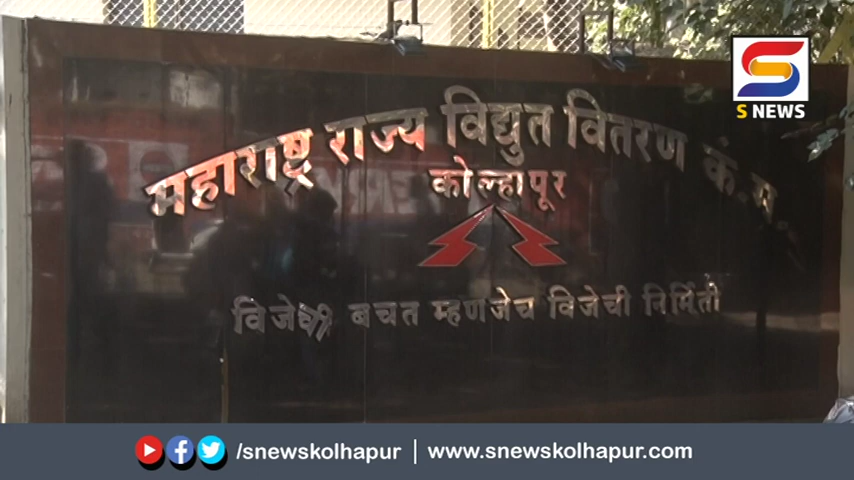 S NEWS
महाराष्ट्र राज्य विद्युत वितरण कं.म.
कोल्हापूर
विजेची बचत म्हणजेच विजेची निर्मिती
/snewskolhapur | www.snewskolhapur.com